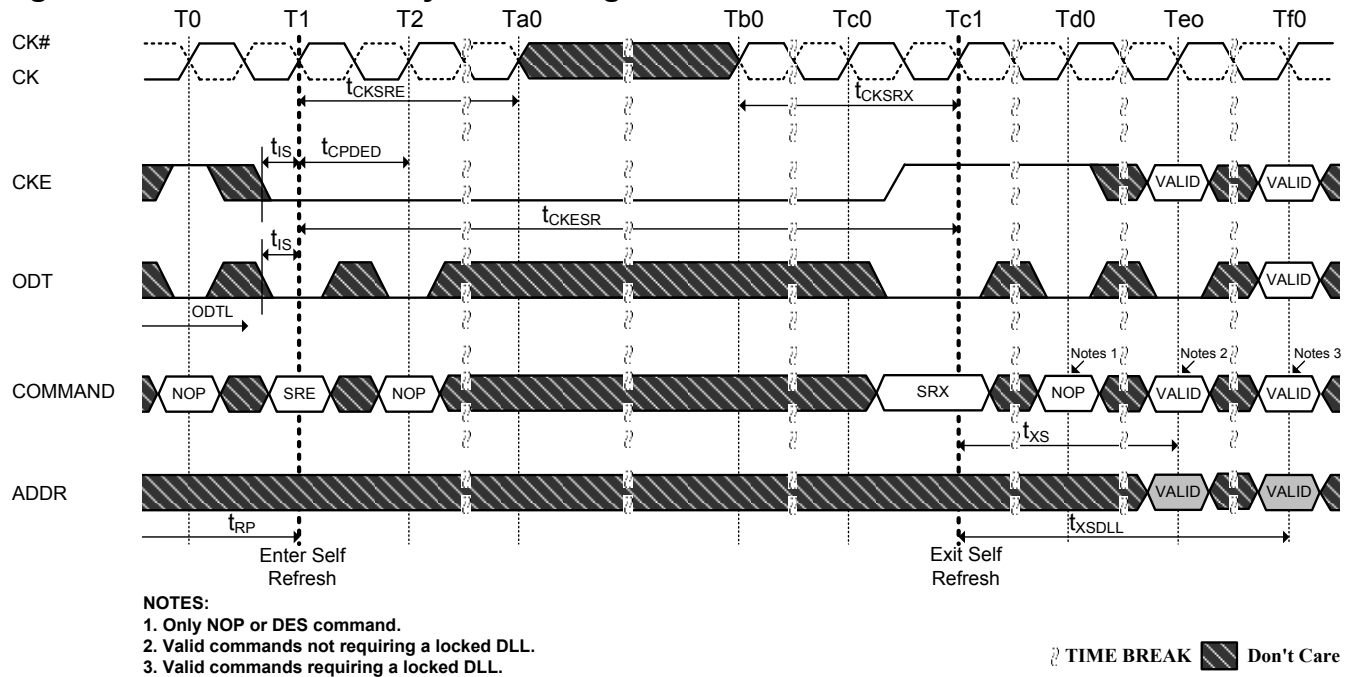 T0 T1 T2 Ta0 Tb0 Tc0 Tc1 Td0 Teo Tf0
CK#
CK
tCKSRE tCKSRX
tIS tCPDED
CKE VALID VALID
tCKESR
tIS
ODT VALID
ODTL
Notes 1 Notes 2 Notes 3
COMMAND NOP SRE NOP SRX NOP VALID VALID
tXS
ADDR VALID VALID
tRP tXSDLL
Enter Self Exit Self
Refresh Refresh
NOTES:
1. Only NOP or DES command.
2. Valid commands not requiring a locked DLL.
3. Valid commands requiring a locked DLL.
TIME BREAK Don't Care